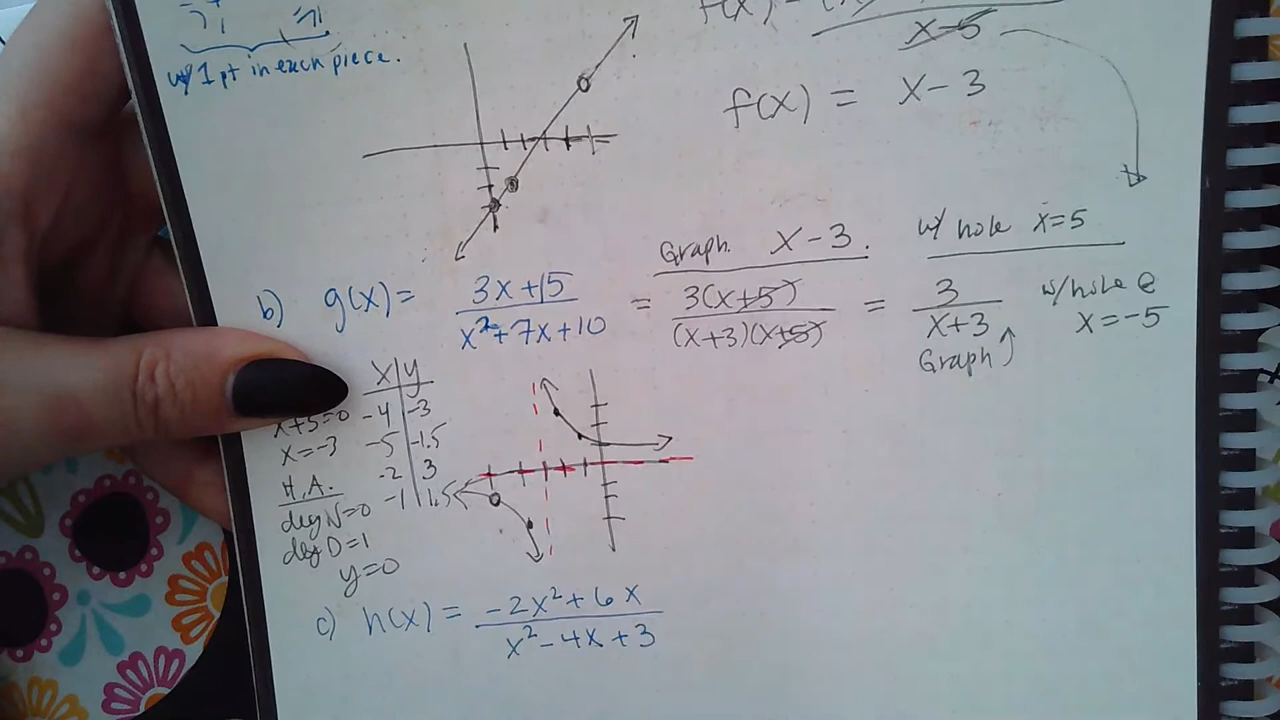 w/ 1 pt in each piece.
x-5
f(x) = x-3
Graph x-3. w/ hole x=5
b) g(x) = 3x+15 / x²+7x+10 = 3(x+5) / (x+3)(x+5) = 3 / x+3 w/ hole @ x=-5
Graph
x | y
-4 | -3
-5 | -1.5
-2 | 3
-1 | 1.5
x+3=0
x=-3
H.A.
deg N=0
deg D=1
y=0
c) h(x) = -2x²+6x / x²-4x+3